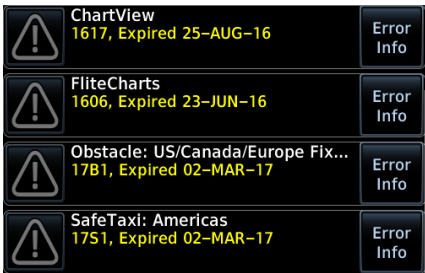 ChartView
1617, Expired 25–AUG–16
Error
Info
FliteCharts
1606, Expired 23–JUN–16
Error
Info
Obstacle: US/Canada/Europe Fix...
17B1, Expired 02–MAR–17
Error
Info
SafeTaxi: Americas
17S1, Expired 02–MAR–17
Error
Info